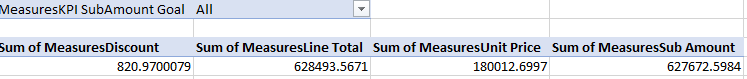 MeasuresKPI SubAmount Goal All
Sum of MeasuresDiscount Sum of MeasuresLine Total Sum of MeasuresUnit Price Sum of MeasuresSub Amount
820.9700079 628493.5671 180012.6997 627672.5984